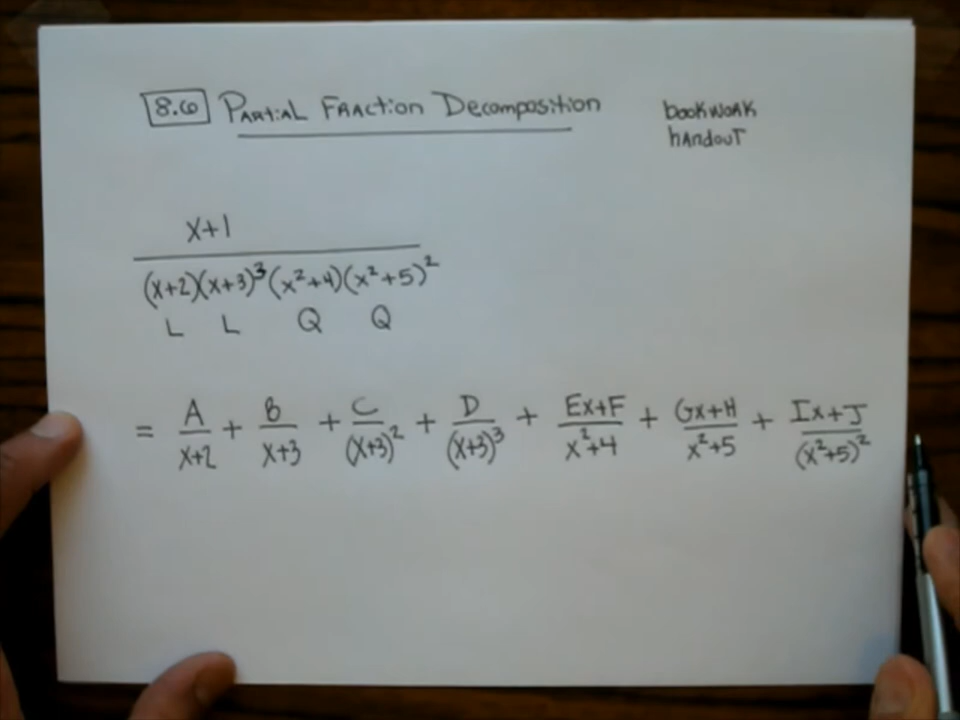 8.6 Partial Fraction Decomposition
bookwork
handout
x+1
(x+2)(x+3)³(x²+4)(x²+5)²
L L Q Q
= A/(x+2) + B/(x+3) + C/(x+3)² + D/(x+3)³ + (Ex+F)/(x²+4) + (Gx+H)/(x²+5) + (Ix+J)/(x²+5)²